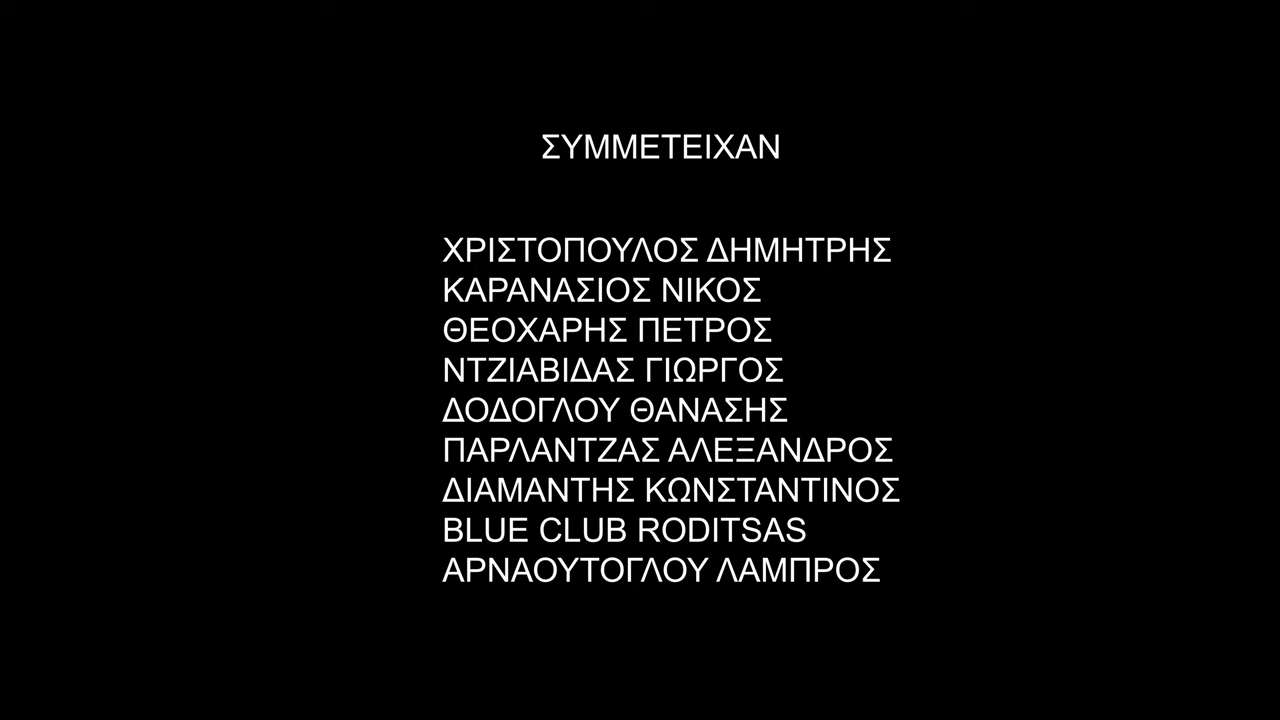 ΣΥΜΜΕΤΕΙΧΑΝ
ΧΡΙΣΤΟΠΟΥΛΟΣ ΔΗΜΗΤΡΗΣ
ΚΑΡΑΝΑΣΙΟΣ ΝΙΚΟΣ
ΘΕΟΧΑΡΗΣ ΠΕΤΡΟΣ
ΝΤΖΙΑΒΙΔΑΣ ΓΙΩΡΓΟΣ
ΔΟΔΟΓΛΟΥ ΘΑΝΑΣΗΣ
ΠΑΡΛΑΝΤΖΑΣ ΑΛΕΞΑΝΔΡΟΣ
ΔΙΑΜΑΝΤΗΣ ΚΩΝΣΤΑΝΤΙΝΟΣ
BLUE CLUB RODITSAS
ΑΡΝΑΟΥΤΟΓΛΟΥ ΛΑΜΠΡΟΣ